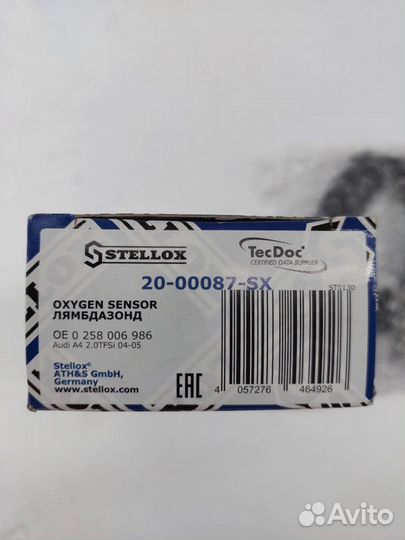 STELLOX
TecDoc
CERTIFIED DATA SUPPLIER
20-00087-SX
ST0130
OXYGEN SENSOR
ЛЯМБДАЗОНД
OE 0 258 006 986
Audi A4 2.0TFSi 04-05
Stellox®
ATH&S GmbH,
Germany
www.stellox.com
EAC
4 057276 464926
Avito